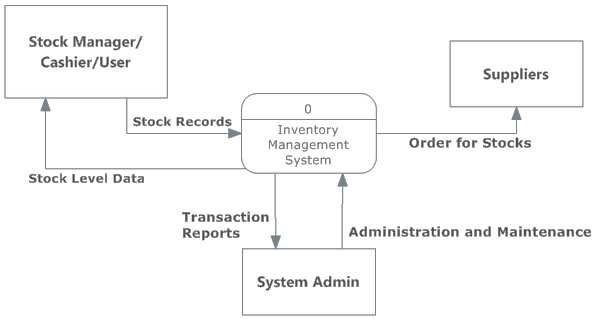 Stock Manager/
Cashier/User
Suppliers
0
Stock Records
Inventory
Management
System
Order for Stocks
Stock Level Data
Transaction
Reports
Administration and Maintenance
System Admin